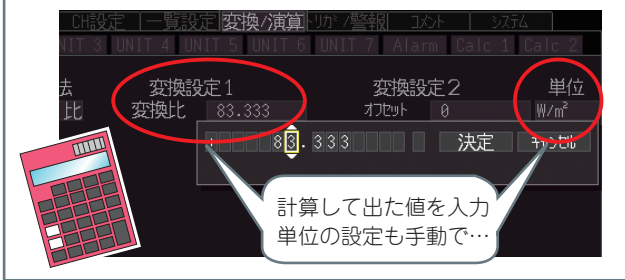 CH設定 一覧設定 変換/演算 トリガ/警報 コメント システム
NIT 3 UNIT 4 UNIT 5 UNIT 6 UNIT 7 Alarm Calc 1 Calc 2
法 変換設定1 変換設定2 単位
比 変換比 83.333 オフセット 0 W/m²
+ 83.333 決定 キャンセル
計算して出た値を入力
単位の設定も手動で…